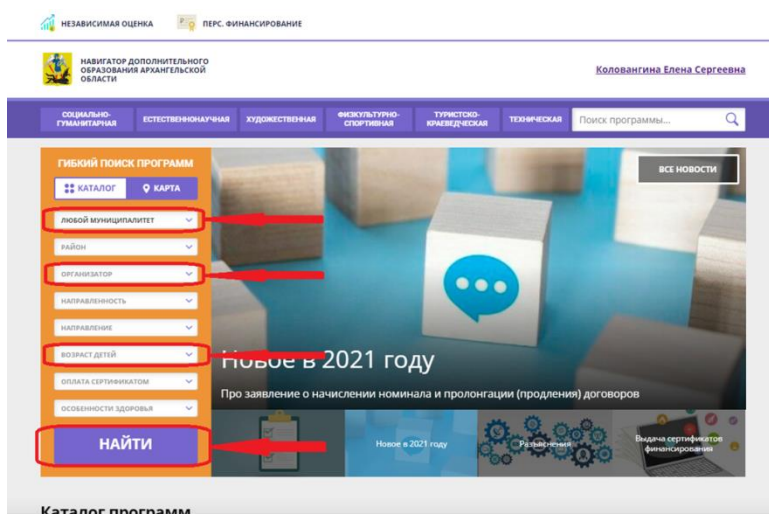 НЕЗАВИСИМАЯ ОЦЕНКА
ПЕРС. ФИНАНСИРОВАНИЕ
НАВИГАТОР ДОПОЛНИТЕЛЬНОГО
ОБРАЗОВАНИЯ АРХАНГЕЛЬСКОЙ
ОБЛАСТИ
Коловангина Елена Сергеевна
СОЦИАЛЬНО-
ГУМАНИТАРНАЯ
ЕСТЕСТВЕННОНАУЧНАЯ
ХУДОЖЕСТВЕННАЯ
ФИЗКУЛЬТУРНО-
СПОРТИВНАЯ
ТУРИСТСКО-
КРАЕВЕДЧЕСКАЯ
ТЕХНИЧЕСКАЯ
Поиск программы...
ГИБКИЙ ПОИСК ПРОГРАММ
КАТАЛОГ
КАРТА
ЛЮБОЙ МУНИЦИПАЛИТЕТ
РАЙОН
ОРГАНИЗАТОР
НАПРАВЛЕННОСТЬ
НАПРАВЛЕНИЕ
ВОЗРАСТ ДЕТЕЙ
ОПЛАТА СЕРТИФИКАТОМ
ОСОБЕННОСТИ ЗДОРОВЬЯ
НАЙТИ
ВСЕ НОВОСТИ
Новое в 2021 году
Про заявление о начислении номинала и пролонгации (продления) договоров
Новое в 2021 году
Разъяснения
Выдача сертификатов
финансирования
Каталог программ